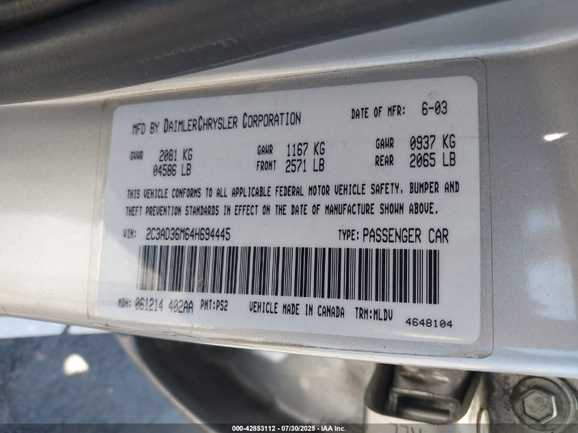 MFD BY DAIMLERCHRYSLER CORPORATION DATE OF MFR: 6-03
GVWR 2081 KG GAWR 1167 KG GAWR 0937 KG
04586 LB FRONT 2571 LB REAR 2065 LB
THIS VEHICLE CONFORMS TO ALL APPLICABLE FEDERAL MOTOR VEHICLE SAFETY, BUMPER AND
THEFT PREVENTION STANDARDS IN EFFECT ON THE DATE OF MANUFACTURE SHOWN ABOVE.
VIN: 2C3AD36M64H694445 TYPE: PASSENGER CAR
MDH: 061214 402AA PNT:PS2 VEHICLE MADE IN CANADA TRM:MLDV
4648104
000-42853112 - 07/30/2025 - © IAA Inc.